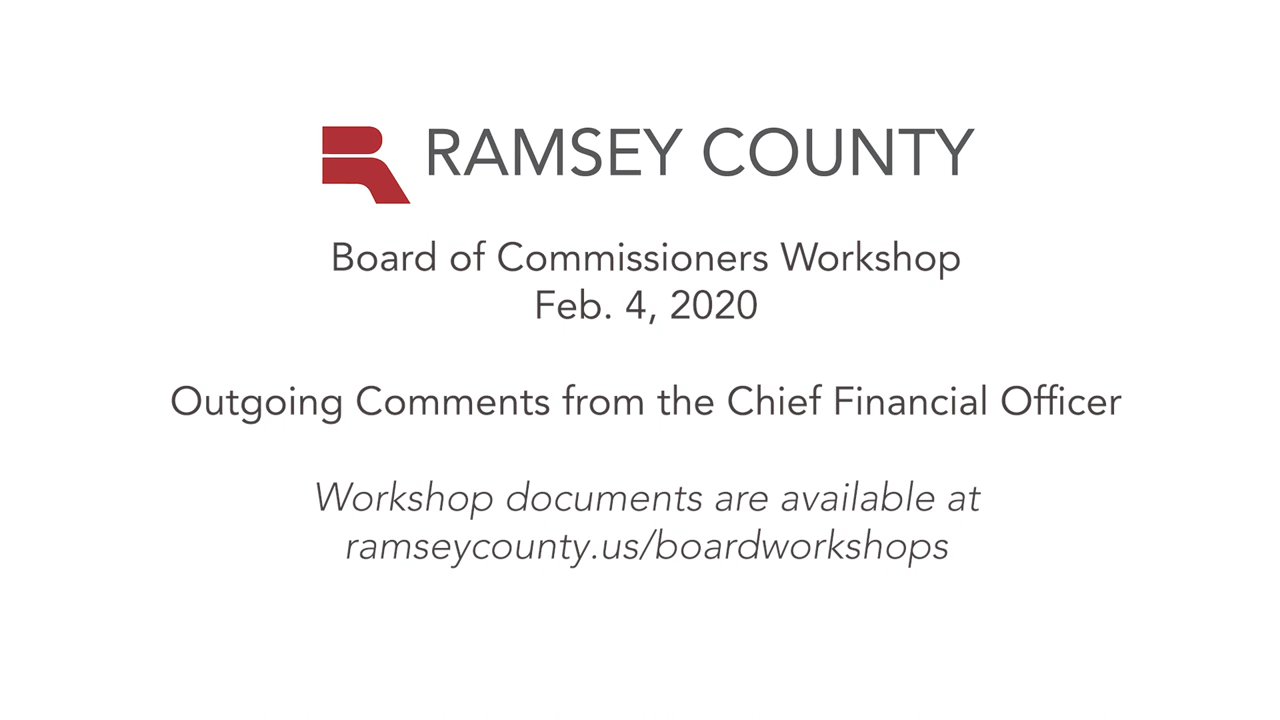 RAMSEY COUNTY
Board of Commissioners Workshop
Feb. 4, 2020
Outgoing Comments from the Chief Financial Officer
Workshop documents are available at
ramseycounty.us/boardworkshops